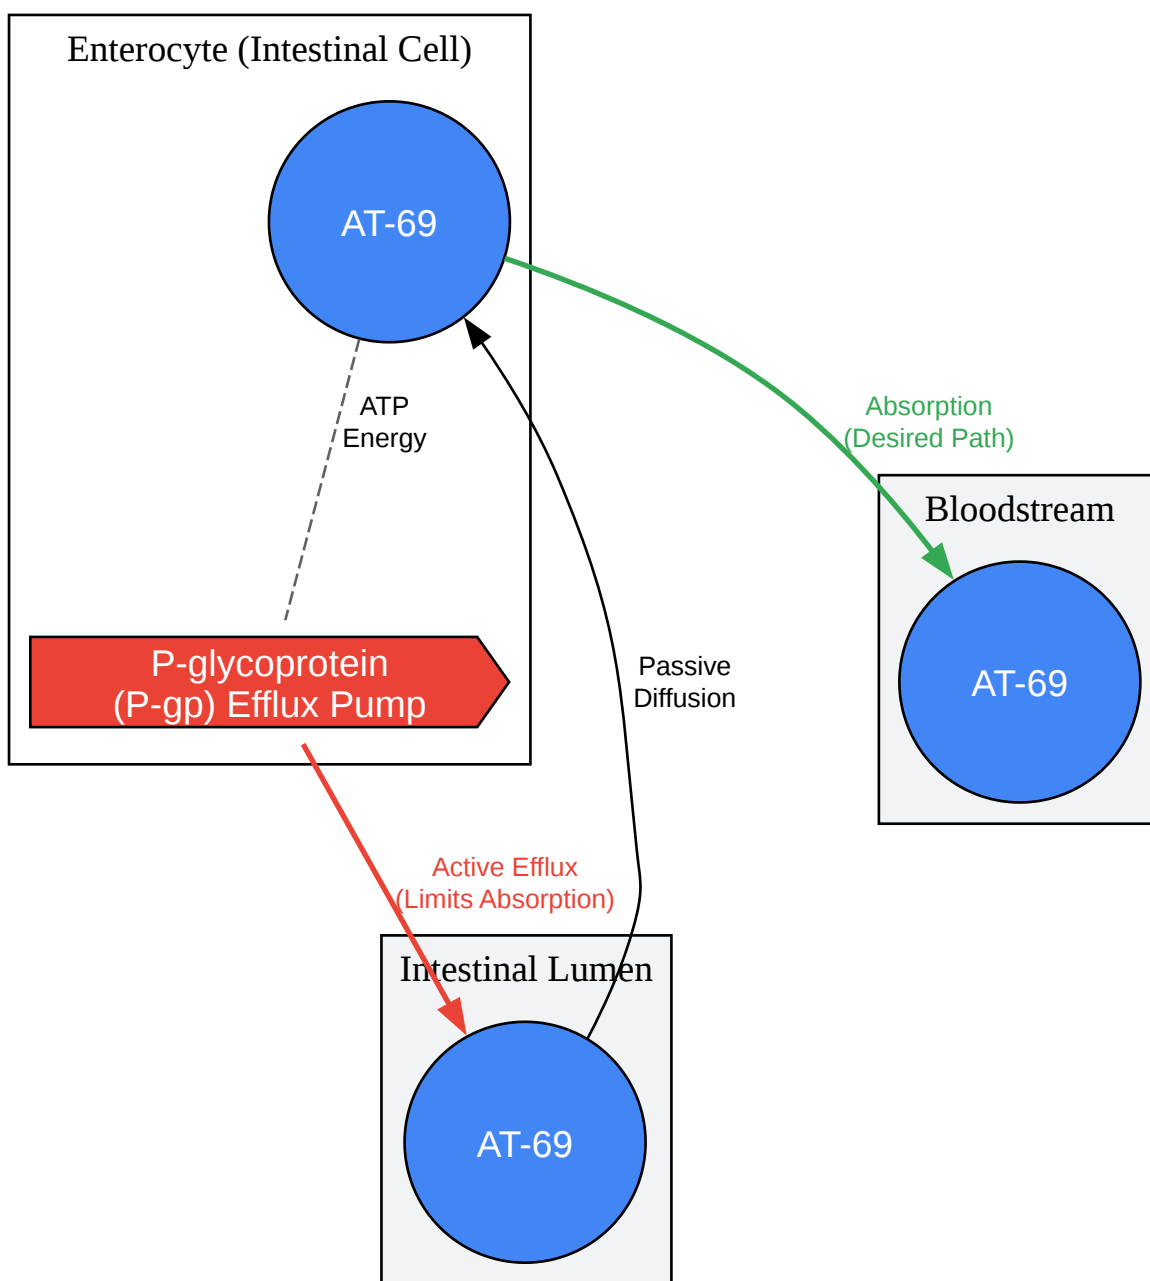 Enterocyte (Intestinal Cell)
AT-69
ATP
Energy
Absorption
(Desired Path)
Bloodstream
AT-69
P-glycoprotein
(P-gp) Efflux Pump
Passive
Diffusion
Active Efflux
(Limits Absorption)
Intestinal Lumen
AT-69